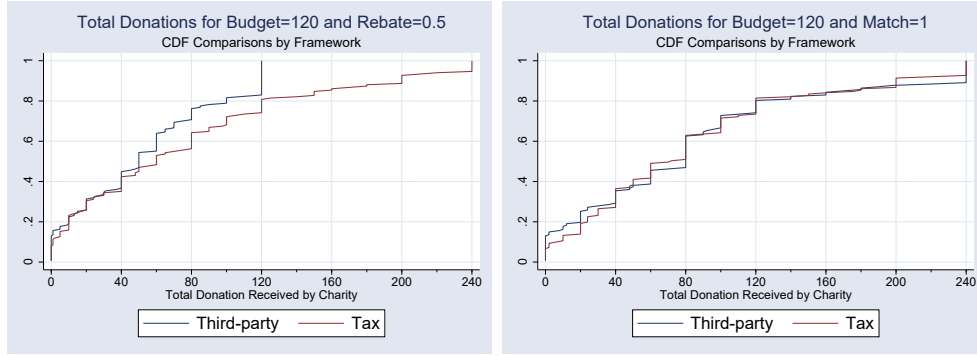 Total Donations for Budget=120 and Rebate=0.5
CDF Comparisons by Framework
1
.8
.6
.4
.2
0
0 40 80 120 160 200 240
Total Donation Received by Charity
Third-party Tax
Total Donations for Budget=120 and Match=1
CDF Comparisons by Framework
1
.8
.6
.4
.2
0
0 40 80 120 160 200 240
Total Donation Received by Charity
Third-party Tax